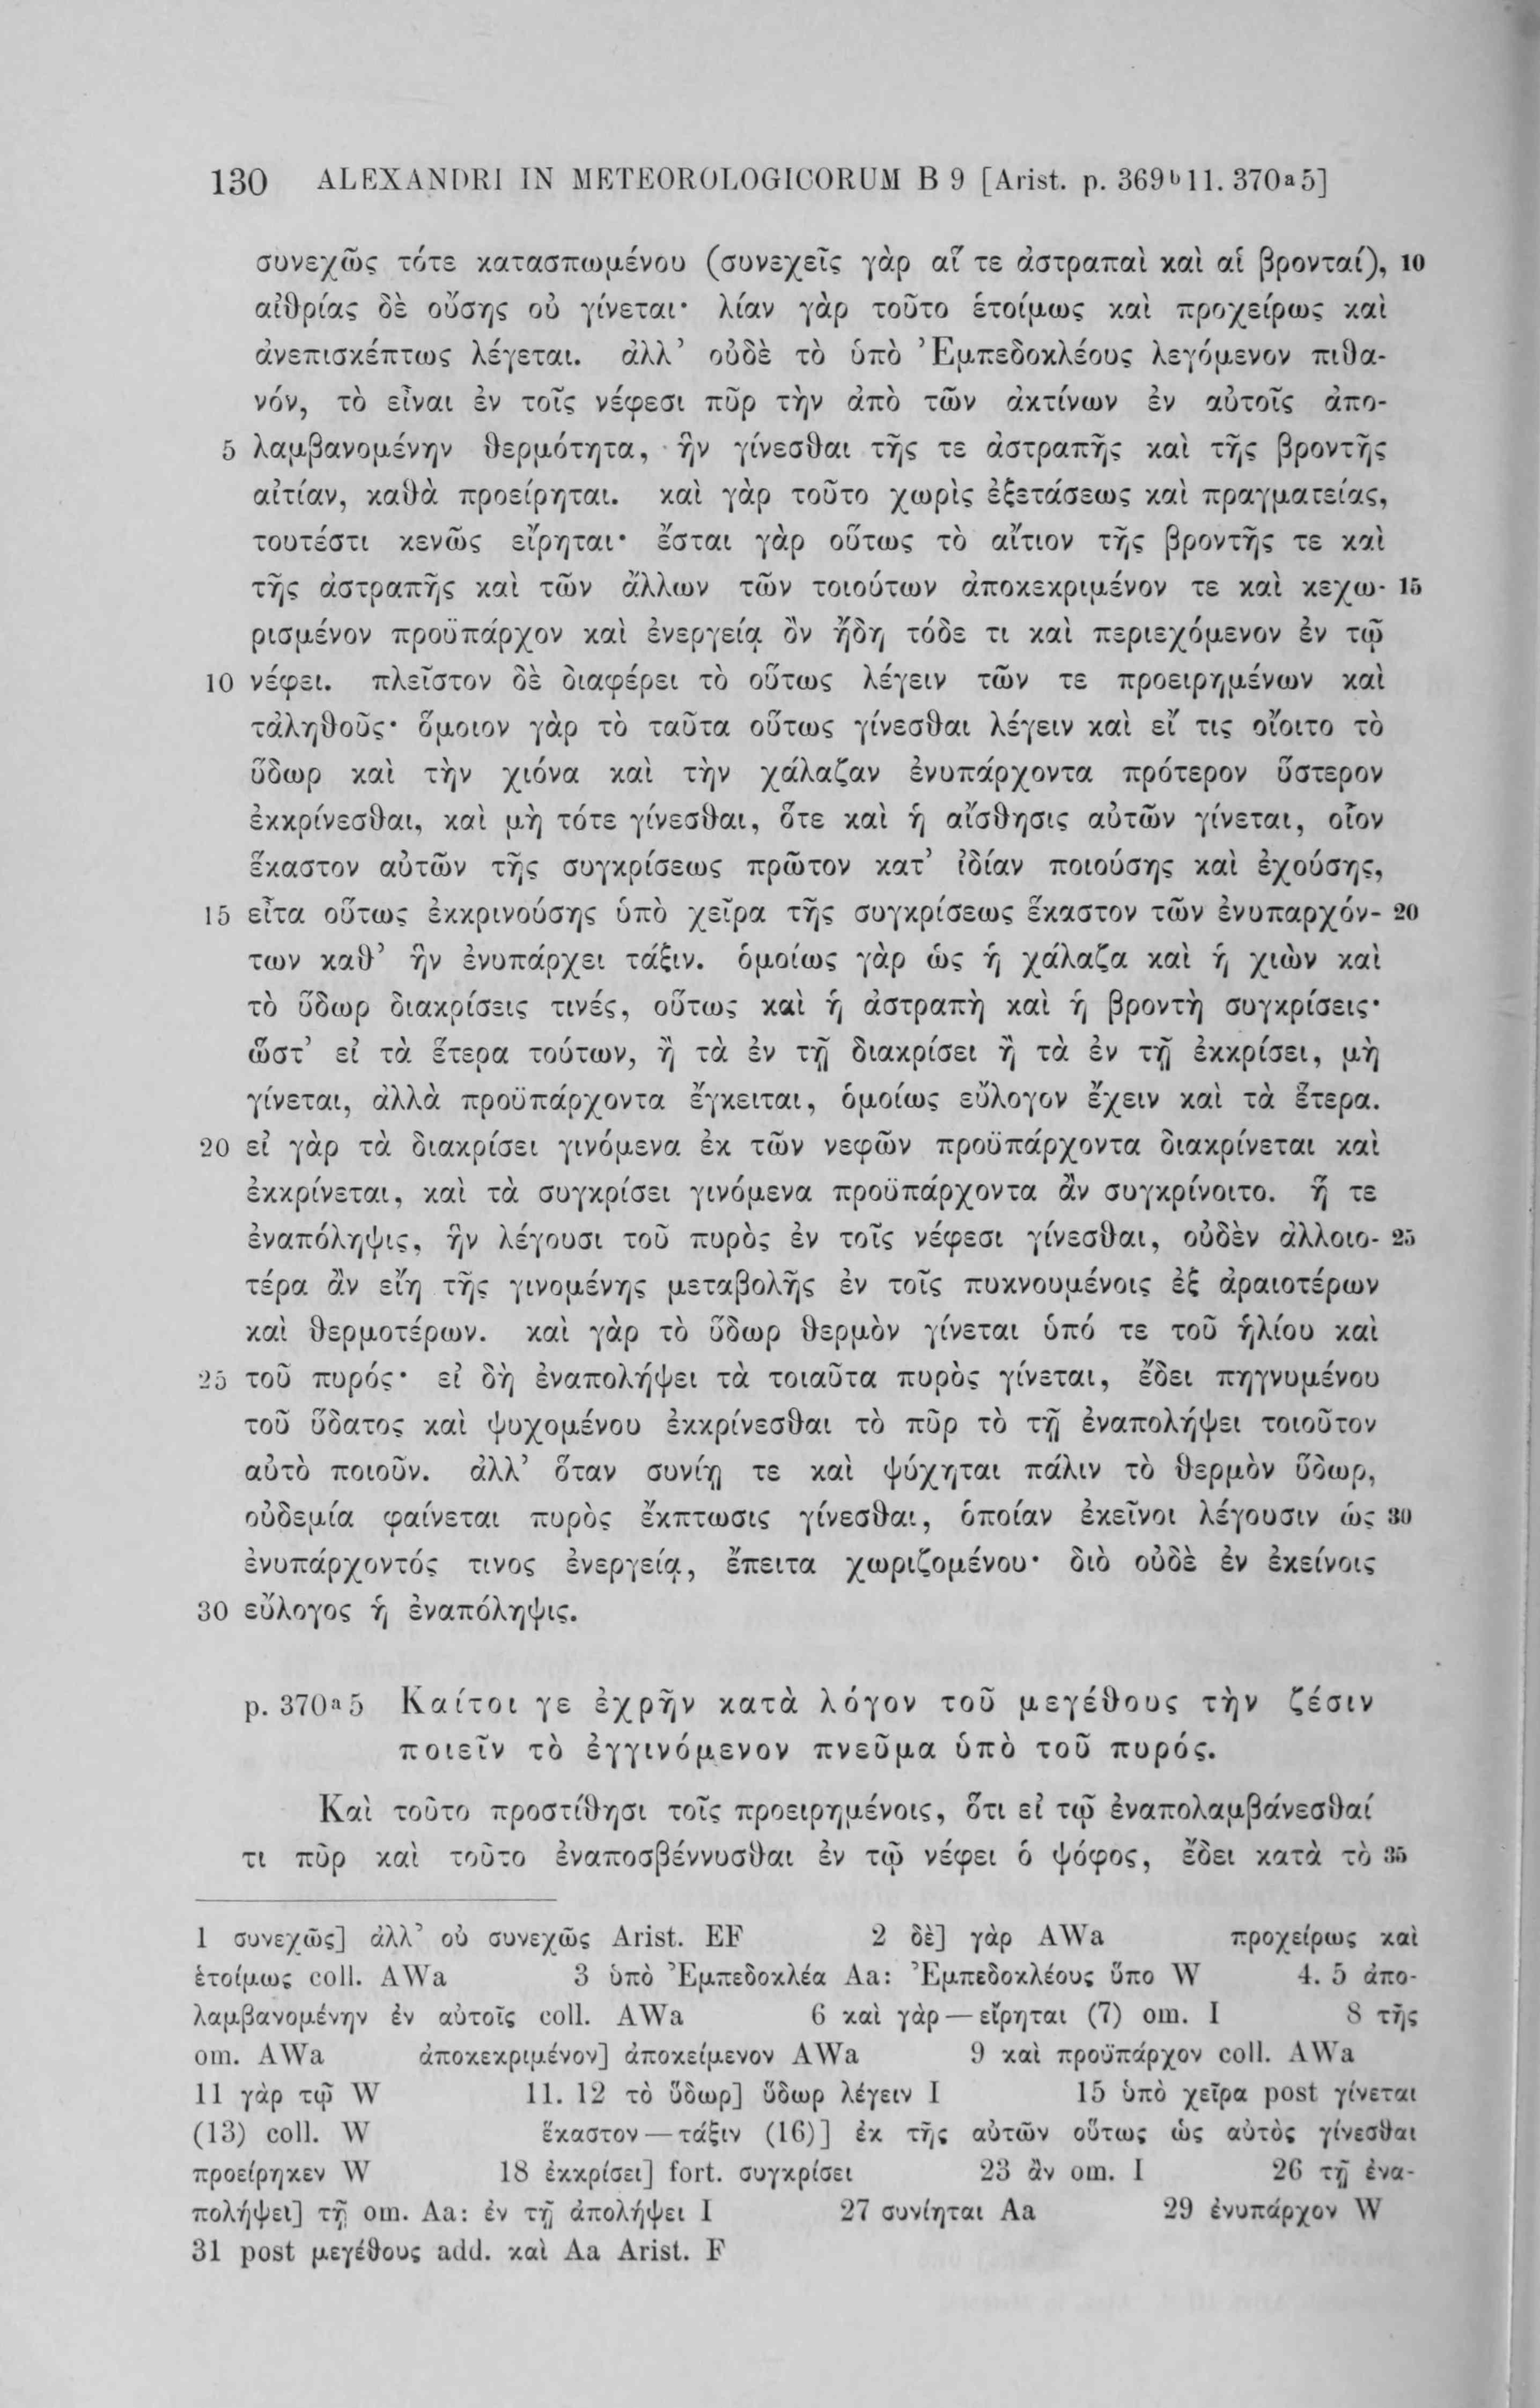 130 ALEXANDRI IN METEOROLOGICORUM B 9 [Arist. p. 369ᵇ11. 370ᵃ5]
συνεχῶς τότε κατασπωμένου (συνεχεῖς γὰρ αἵ τε ἀστραπαὶ καὶ αἱ βρονταί), 10
αἰθρίας δὲ οὔσης οὐ γίνεται· λίαν γὰρ τοῦτο ἑτοίμως καὶ προχείρως καὶ
ἀνεπισκέπτως λέγεται. ἀλλ’ οὐδὲ τὸ ὑπὸ Ἐμπεδοκλέους λεγόμενον πιθα-
νόν, τὸ εἶναι ἐν τοῖς νέφεσι πῦρ τὴν ἀπὸ τῶν ἀκτίνων ἐν αὐτοῖς ἀπο-
5 λαμβανομένην θερμότητα, ἣν γίνεσθαι τῆς τε ἀστραπῆς καὶ τῆς βροντῆς
αἰτίαν, καθὰ προείρηται. καὶ γὰρ τοῦτο χωρὶς ἐξετάσεως καὶ πραγματείας,
τουτέστι κενῶς εἴρηται· ἔσται γὰρ οὕτως τὸ αἴτιον τῆς βροντῆς τε καὶ
τῆς ἀστραπῆς καὶ τῶν ἄλλων τῶν τοιούτων ἀποκεκριμένον τε καὶ κεχω- 15
ρισμένον προϋπάρχον καὶ ἐνεργείᾳ ὂν ἤδη τόδε τι καὶ περιεχόμενον ἐν τῷ
10 νέφει. πλεῖστον δὲ διαφέρει τὸ οὕτως λέγειν τῶν τε προειρημένων καὶ
τἀληθοῦς· ὅμοιον γὰρ τὸ ταῦτα οὕτως γίνεσθαι λέγειν καὶ εἴ τις οἴοιτο τὸ
ὕδωρ καὶ τὴν χιόνα καὶ τὴν χάλαζαν ἐνυπάρχοντα πρότερον ὕστερον
ἐκκρίνεσθαι, καὶ μὴ τότε γίνεσθαι, ὅτε καὶ ἡ αἴσθησις αὐτῶν γίνεται, οἷον
ἕκαστον αὐτῶν τῆς συγκρίσεως πρῶτον κατ’ ἰδίαν ποιούσης καὶ ἐχούσης,
15 εἶτα οὕτως ἐκκρινούσης ὑπὸ χεῖρα τῆς συγκρίσεως ἕκαστον τῶν ἐνυπαρχόν- 20
των καθ’ ἣν ἐνυπάρχει τάξιν. ὁμοίως γὰρ ὡς ἡ χάλαζα καὶ ἡ χιὼν καὶ
τὸ ὕδωρ διακρίσεις τινές, οὕτως καὶ ἡ ἀστραπὴ καὶ ἡ βροντὴ συγκρίσεις·
ὥστ’ εἰ τὰ ἕτερα τούτων, ἢ τὰ ἐν τῇ διακρίσει ἢ τὰ ἐν τῇ ἐκκρίσει, μὴ
γίνεται, ἀλλὰ προϋπάρχοντα ἔγκειται, ὁμοίως εὔλογον ἔχειν καὶ τὰ ἕτερα.
20 εἰ γὰρ τὰ διακρίσει γινόμενα ἐκ τῶν νεφῶν προϋπάρχοντα διακρίνεται καὶ
ἐκκρίνεται, καὶ τὰ συγκρίσει γινόμενα προϋπάρχοντα ἂν συγκρίνοιτο. ἥ τε
ἐναπόληψις, ἣν λέγουσι τοῦ πυρὸς ἐν τοῖς νέφεσι γίνεσθαι, οὐδὲν ἀλλοιο- 25
τέρα ἂν εἴη τῆς γινομένης μεταβολῆς ἐν τοῖς πυκνουμένοις ἐξ ἀραιοτέρων
καὶ θερμοτέρων. καὶ γὰρ τὸ ὕδωρ θερμὸν γίνεται ὑπό τε τοῦ ἡλίου καὶ
25 τοῦ πυρός· εἰ δὴ ἐναπολήψει τὰ τοιαῦτα πυρὸς γίνεται, ἔδει πηγνυμένου
τοῦ ὕδατος καὶ ψυχομένου ἐκκρίνεσθαι τὸ πῦρ τὸ τῇ ἐναπολήψει τοιοῦτον
αὐτὸ ποιοῦν. ἀλλ’ ὅταν συνίῃ τε καὶ ψύχηται πάλιν τὸ θερμὸν ὕδωρ,
οὐδεμία φαίνεται πυρὸς ἔκπτωσις γίνεσθαι, ὁποίαν ἐκεῖνοι λέγουσιν ὡς 30
ἐνυπάρχοντός τινος ἐνεργείᾳ, ἔπειτα χωριζομένου· διὸ οὐδὲ ἐν ἐκείνοις
30 εὔλογος ἡ ἐναπόληψις.
p. 370ᵃ5 Καίτοι γε ἐχρῆν κατὰ λόγον τοῦ μεγέθους τὴν ζέσιν
ποιεῖν τὸ ἐγγινόμενον πνεῦμα ὑπὸ τοῦ πυρός.
Καὶ τοῦτο προστίθησι τοῖς προειρημένοις, ὅτι εἰ τῷ ἐναπολαμβάνεσθαί
τι πῦρ καὶ τοῦτο ἐναποσβέννυσθαι ἐν τῷ νέφει ὁ ψόφος, ἔδει κατὰ τὸ 35
1 συνεχῶς] ἀλλ’ οὐ συνεχῶς Arist. EF 2 δὲ] γὰρ AWa προχείρως καὶ
ἑτοίμως coll. AWa 3 ὑπὸ Ἐμπεδοκλέα Aa: Ἐμπεδοκλέους ὕπο W 4. 5 ἀπο-
λαμβανομένην ἐν αὐτοῖς coll. AWa 6 καὶ γὰρ — εἴρηται (7) om. I 8 τῆς
om. AWa ἀποκεκριμένον] ἀποκείμενον AWa 9 καὶ προϋπάρχον coll. AWa
11 γὰρ τῷ W 11. 12 τὸ ὕδωρ] ὕδωρ λέγειν I 15 ὑπὸ χεῖρα post γίνεται
(13) coll. W ἕκαστον — τάξιν (16)] ἐκ τῆς αὐτῶν οὕτως ὡς αὐτὸς γίνεσθαι
προείρηκεν W 18 ἐκκρίσει] fort. συγκρίσει 23 ἂν om. I 26 τῇ ἐνα-
πολήψει] τῇ om. Aa: ἐν τῇ ἀπολήψει I 27 συνίηται Aa 29 ἐνυπάρχον W
31 post μεγέθους add. καὶ Aa Arist. F